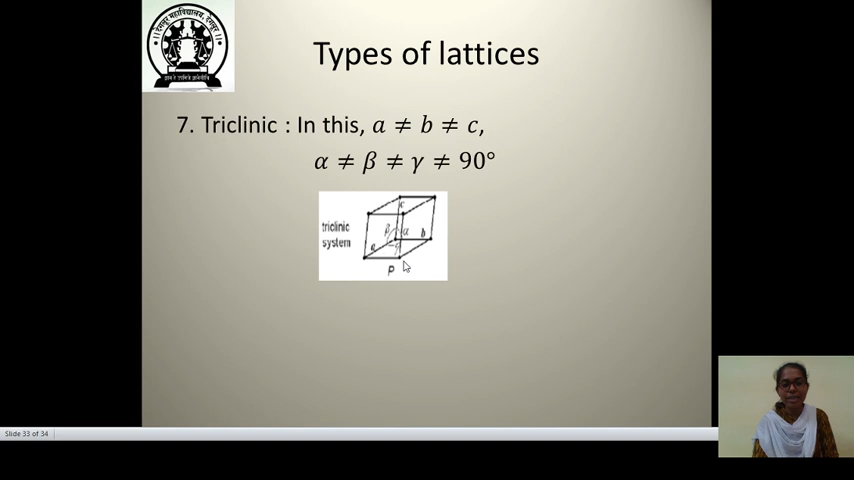 Types of lattices
7. Triclinic : In this, a ≠ b ≠ c,
α ≠ β ≠ γ ≠ 90°
triclinic
system
c
β
α
a
b
P
Slide 33 of 34